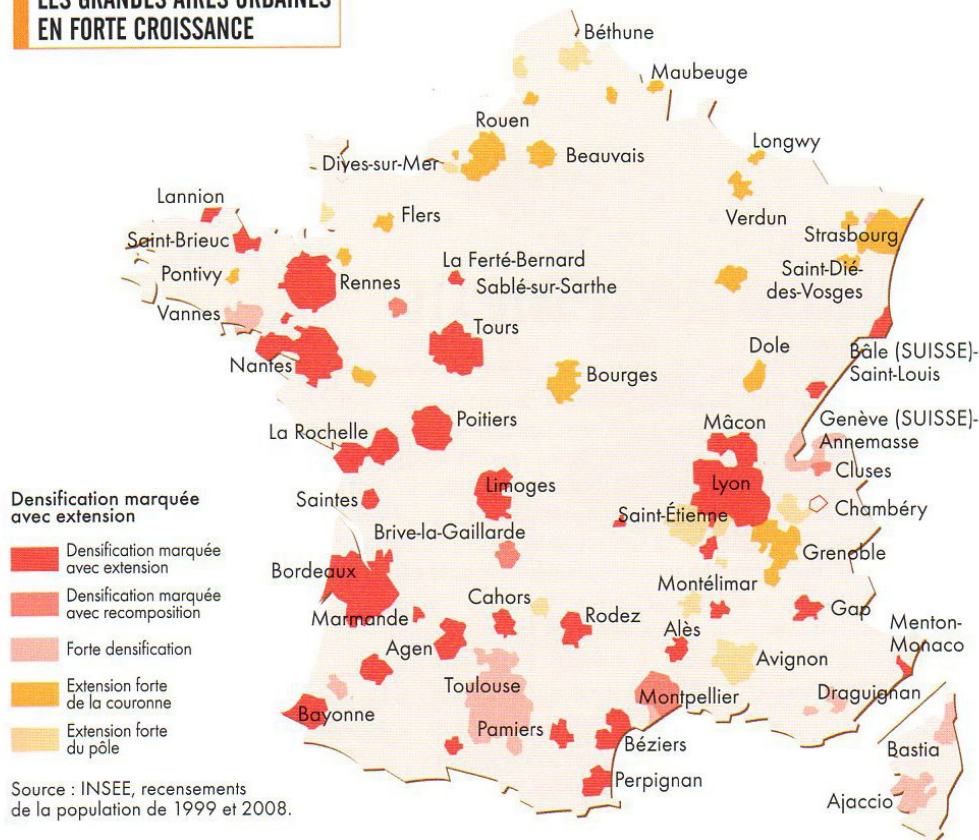 LES GRANDES AIRES URBAINES
EN FORTE CROISSANCE
Béthune
Maubeuge
Rouen
Beauvais
Longwy
Dives-sur-Mer
Lannion
Flers
Verdun
Strasbourg
Saint-Brieuc
La Ferté-Bernard
Saint-Dié-
des-Vosges
Pontivy
Rennes
Sablé-sur-Sarthe
Vannes
Tours
Dole
Nantes
Bourges
Bâle (SUISSE)-
Saint-Louis
La Rochelle
Poitiers
Mâcon
Genève (SUISSE)-
Annemasse
Cluses
Lyon
Limoges
Saintes
Chambéry
Saint-Étienne
Brive-la-Gaillarde
Grenoble
Bordeaux
Montélimar
Cahors
Rodez
Gap
Marmande
Menton-
Monaco
Agen
Alès
Avignon
Toulouse
Montpellier
Draguignan
Bayonne
Pamiers
Béziers
Bastia
Perpignan
Ajaccio
Densification marquée
avec extension
Densification marquée
avec extension
Densification marquée
avec recomposition
Forte densification
Extension forte
de la couronne
Extension forte
du pôle
Source : INSEE, recensements
de la population de 1999 et 2008.